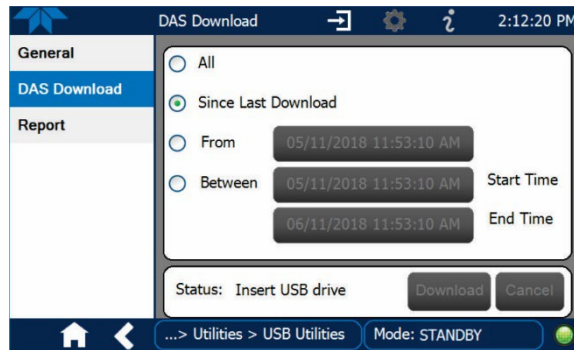 DAS Download 2:12:20 PM
General
DAS Download
Report
All
Since Last Download
From 05/11/2018 11:53:10 AM
Between 05/11/2018 11:53:10 AM Start Time
06/11/2018 11:53:10 AM End Time
Status: Insert USB drive Download Cancel
...> Utilities > USB Utilities Mode: STANDBY